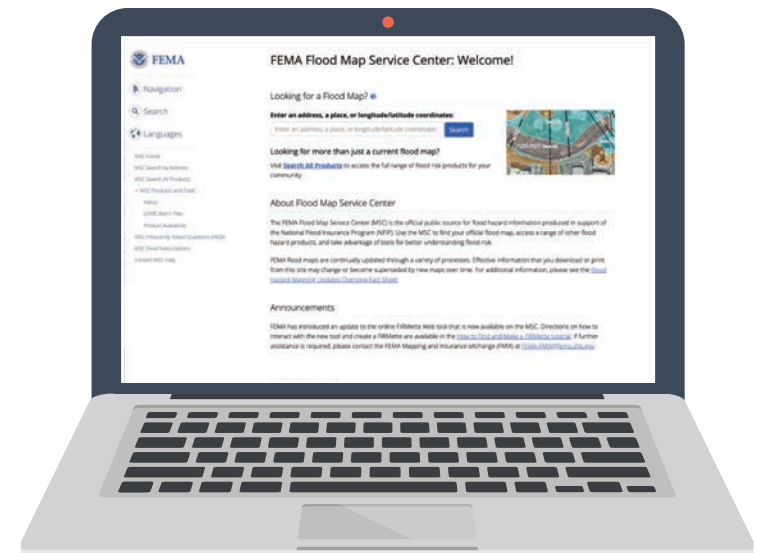 FEMA
Navigation
Search
Languages
MSC Home
MSC Search by Address
MSC Search All Products
MSC Products and Tools
Hazus
LOMC Batch Files
Product Availability
MSC Frequently Asked Questions (FAQs)
MSC Email Subscriptions
Contact MSC Help
FEMA Flood Map Service Center: Welcome!
Looking for a Flood Map?
Enter an address, a place, or longitude/latitude coordinates:
Enter an address, a place, or longitude/latitude coordinates
Search
Looking for more than just a current flood map?
Visit Search All Products to access the full range of flood risk products for your
community.
About Flood Map Service Center
The FEMA Flood Map Service Center (MSC) is the official public source for flood hazard information produced in support of
the National Flood Insurance Program (NFIP). Use the MSC to find your official flood map, access a range of other flood
hazard products, and take advantage of tools for better understanding flood risk.
FEMA flood maps are continually updated through a variety of processes. Effective information that you download or print
from this site may change or become superseded by new maps over time. For additional information, please see the Flood
Hazard Mapping Updates Overview Fact Sheet
Announcements
FEMA has introduced an update to the online FIRMette Web tool that is now available on the MSC. Directions on how to
interact with the new tool and create a FIRMette are available in the How to Find and Make a FIRMette tutorial. If further
assistance is required, please contact the FEMA Mapping and Insurance eXchange (FMIX) at FEMA-FMIX@fema.dhs.gov